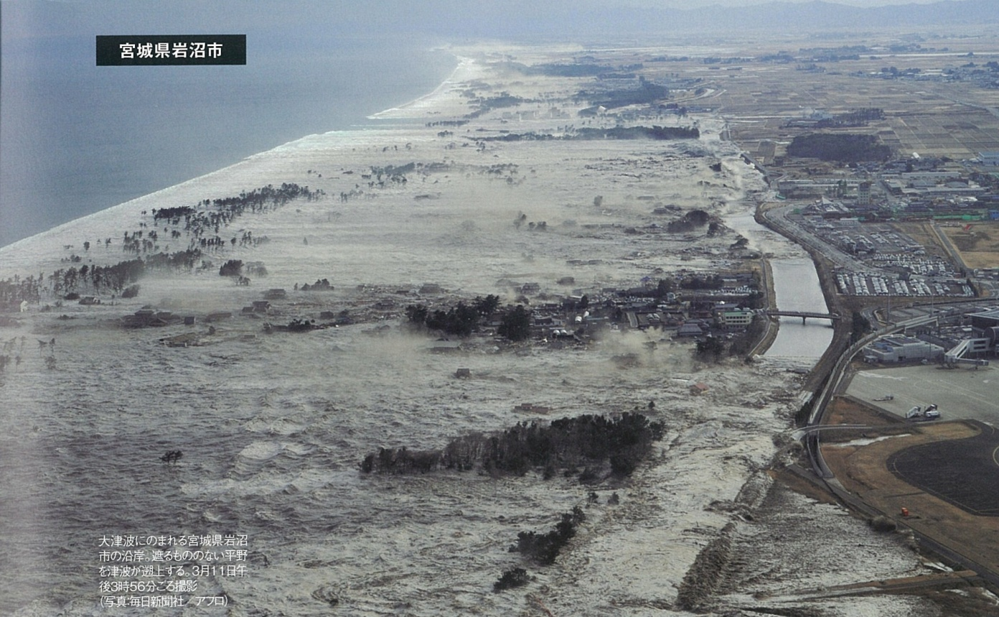 宮城県岩沼市
大津波にのまれる宮城県岩沼
市の沿岸。遮るもののない平野
を津波が遡上する。3月11日午
後3時56分ごろ撮影
(写真:毎日新聞社／アフロ)